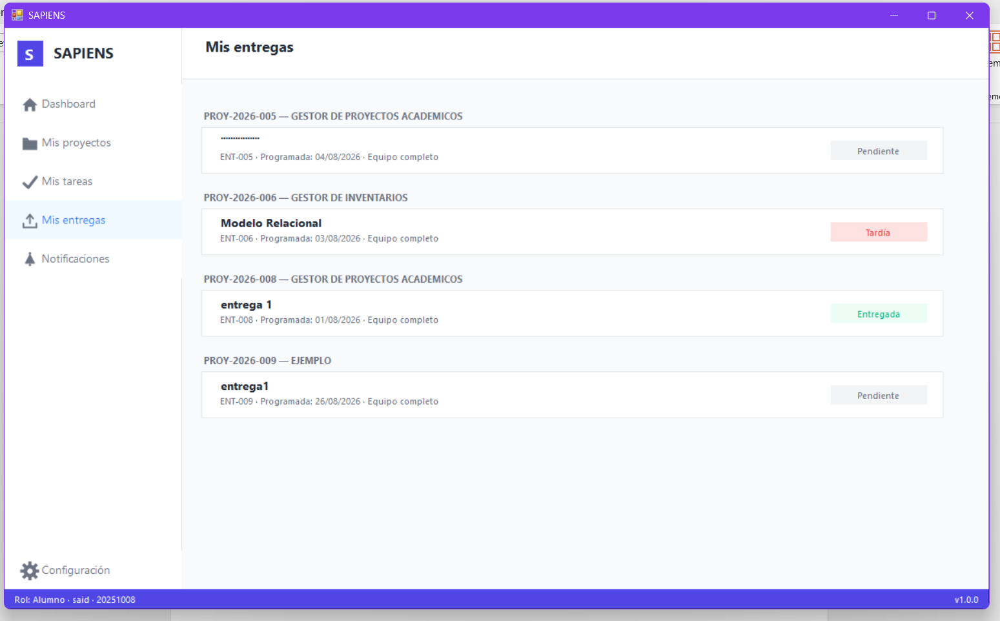 SAPIENS
S SAPIENS
Dashboard
Mis proyectos
Mis tareas
Mis entregas
Notificaciones
Configuración
Mis entregas
PROY-2026-005 — GESTOR DE PROYECTOS ACADEMICOS
................
ENT-005 · Programada: 04/08/2026 · Equipo completo
Pendiente
PROY-2026-006 — GESTOR DE INVENTARIOS
Modelo Relacional
ENT-006 · Programada: 03/08/2026 · Equipo completo
Tardía
PROY-2026-008 — GESTOR DE PROYECTOS ACADEMICOS
entrega 1
ENT-008 · Programada: 01/08/2026 · Equipo completo
Entregada
PROY-2026-009 — EJEMPLO
entrega1
ENT-009 · Programada: 26/08/2026 · Equipo completo
Pendiente
Rol: Alumno · said · 20251008
v1.0.0